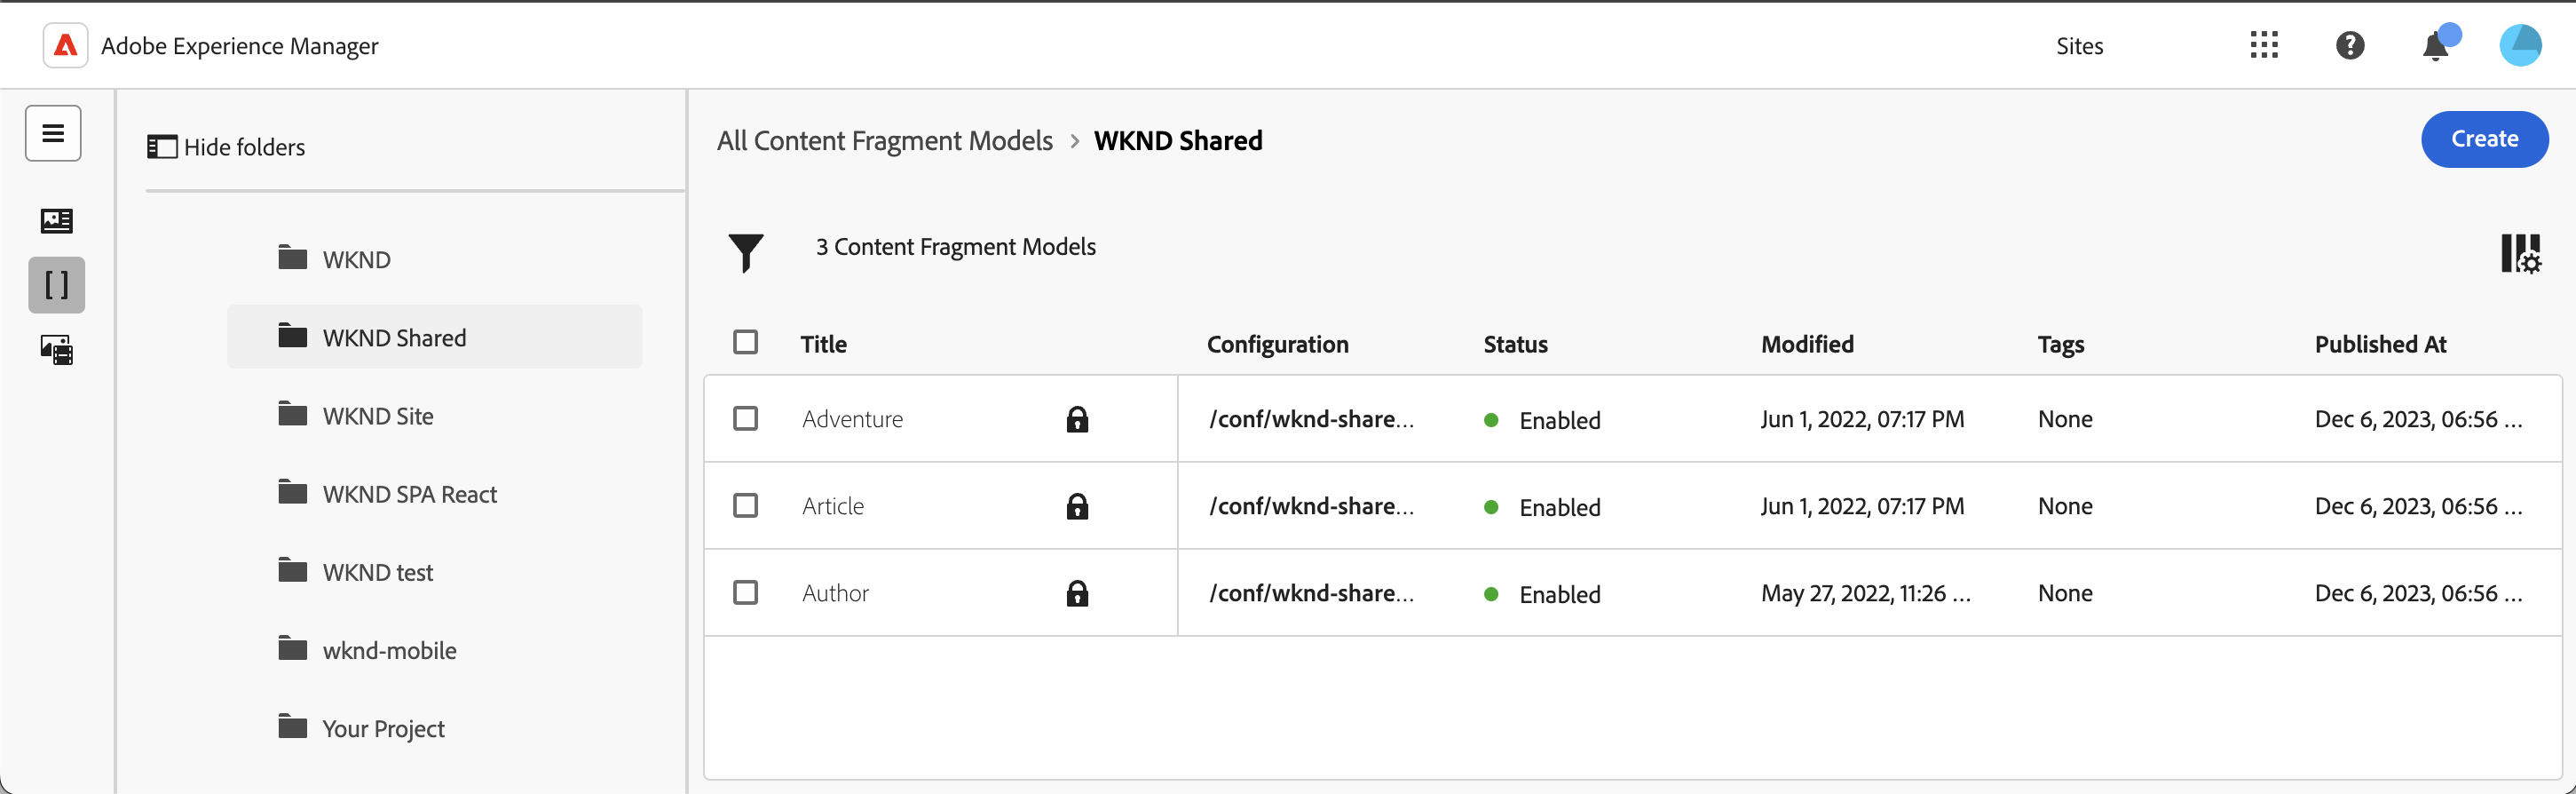 Adobe Experience Manager
Sites
Hide folders
WKND
WKND Shared
WKND Site
WKND SPA React
WKND test
wknd-mobile
Your Project
All Content Fragment Models > WKND Shared
Create
3 Content Fragment Models
Title Configuration Status Modified Tags Published At
Adventure /conf/wknd-share... Enabled Jun 1, 2022, 07:17 PM None Dec 6, 2023, 06:56 ...
Article /conf/wknd-share... Enabled Jun 1, 2022, 07:17 PM None Dec 6, 2023, 06:56 ...
Author /conf/wknd-share... Enabled May 27, 2022, 11:26 ... None Dec 6, 2023, 06:56 ...